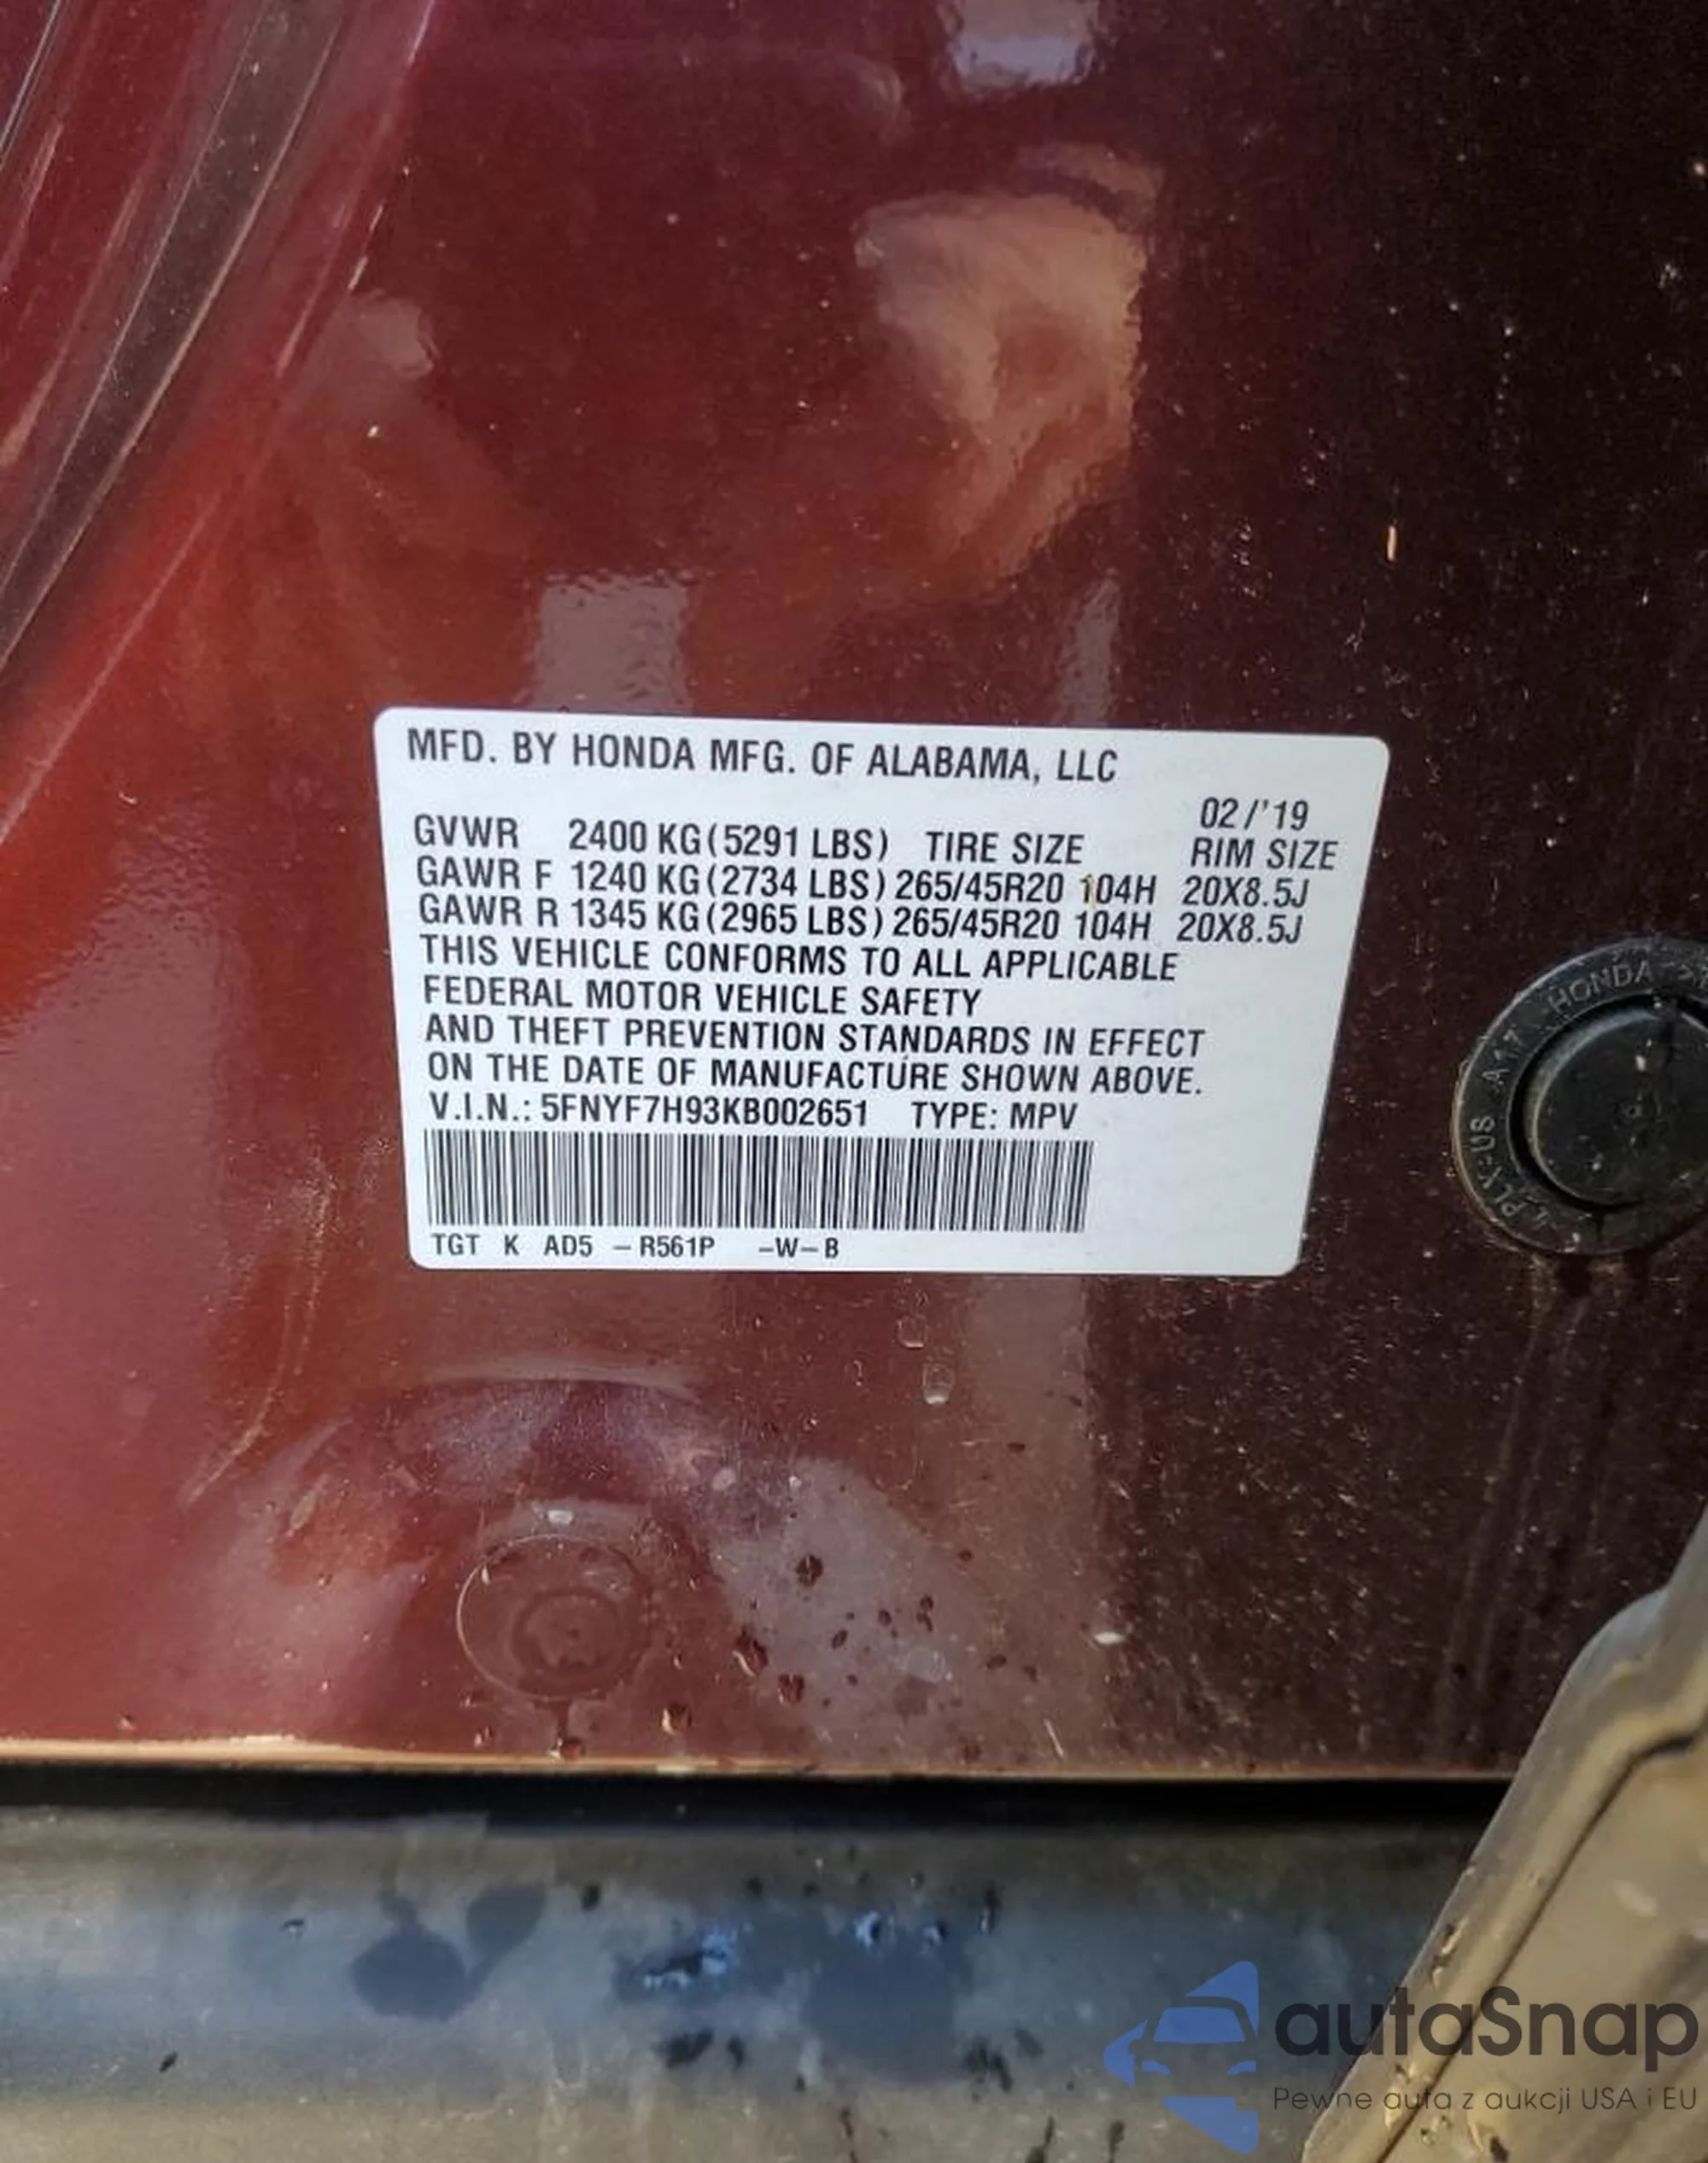 MFD. BY HONDA MFG. OF ALABAMA, LLC
02/'19
GVWR 2400 KG (5291 LBS) TIRE SIZE RIM SIZE
GAWR F 1240 KG (2734 LBS) 265/45R20 104H 20X8.5J
GAWR R 1345 KG (2965 LBS) 265/45R20 104H 20X8.5J
THIS VEHICLE CONFORMS TO ALL APPLICABLE
FEDERAL MOTOR VEHICLE SAFETY
AND THEFT PREVENTION STANDARDS IN EFFECT
ON THE DATE OF MANUFACTURE SHOWN ABOVE.
V.I.N.: 5FNYF7H93KB002651 TYPE: MPV
TGT K AD5 -R561P -W-B
HONDA
A17
autaSnap
Pewne auta z aukcji USA i EU